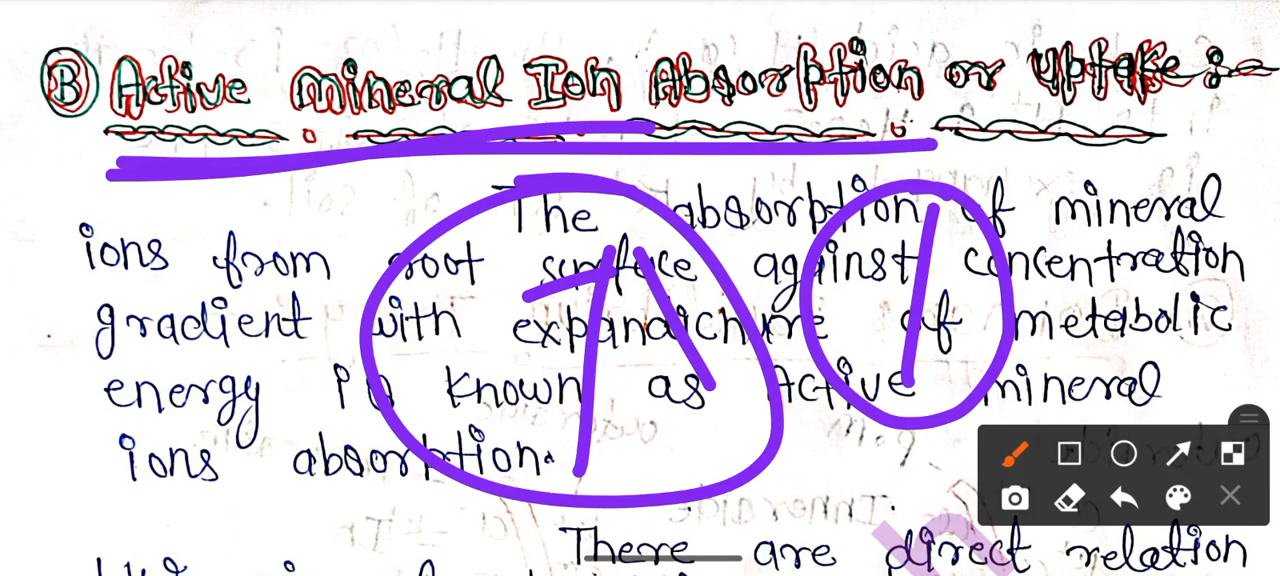 Ⓑ Active mineral Ion Absorption or Uptake :-
The absorption of mineral
ions from root surface against concentration
gradient with expandichure of metabolic
energy is known as Active mineral
ions absorption.
There are direct relation